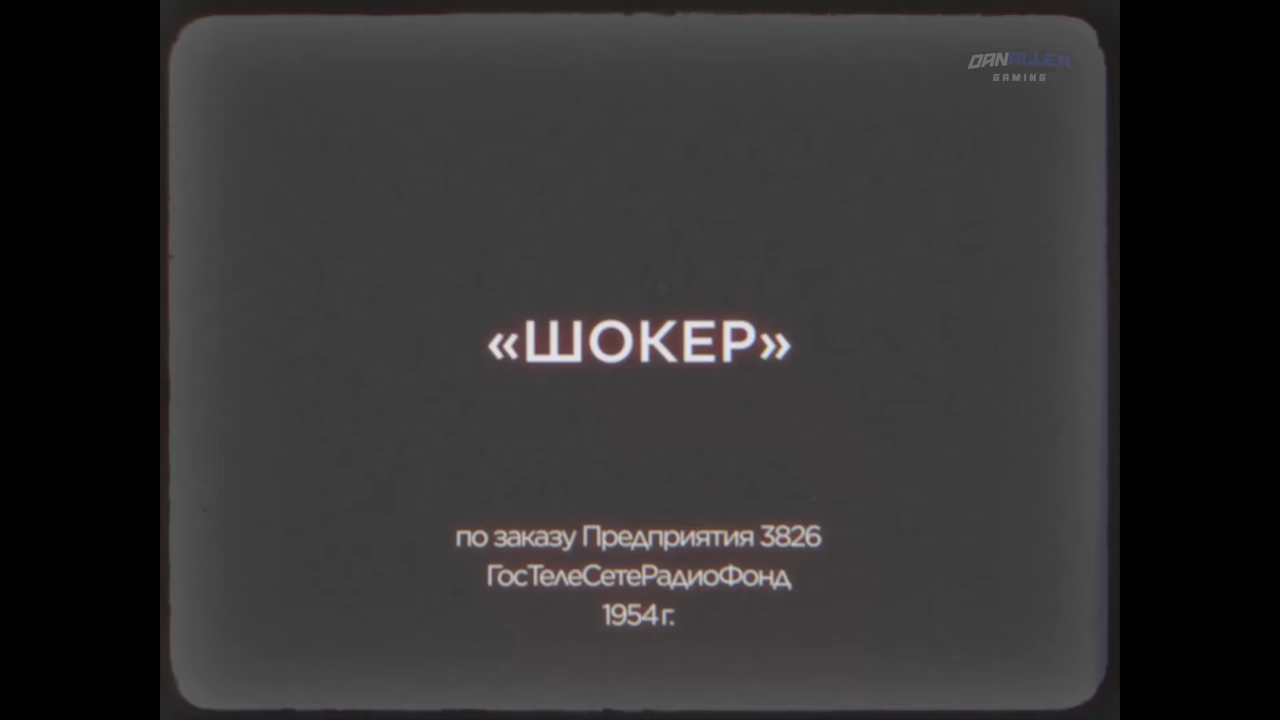 DANALLEN
GAMING
«ШОКЕР»
по заказу Предприятия 3826
ГосТелеСетеРадиоФонд
1954 г.